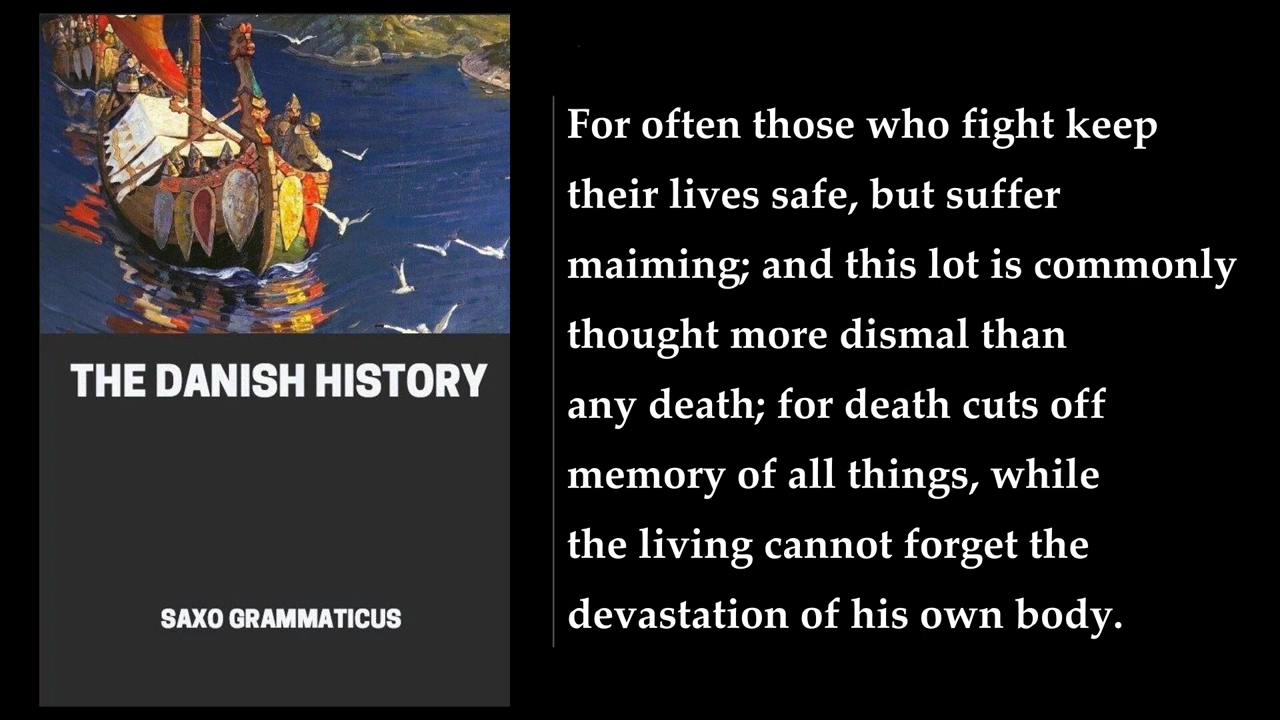 THE DANISH HISTORY
SAXO GRAMMATICUS
For often those who fight keep
their lives safe, but suffer
maiming; and this lot is commonly
thought more dismal than
any death; for death cuts off
memory of all things, while
the living cannot forget the
devastation of his own body.